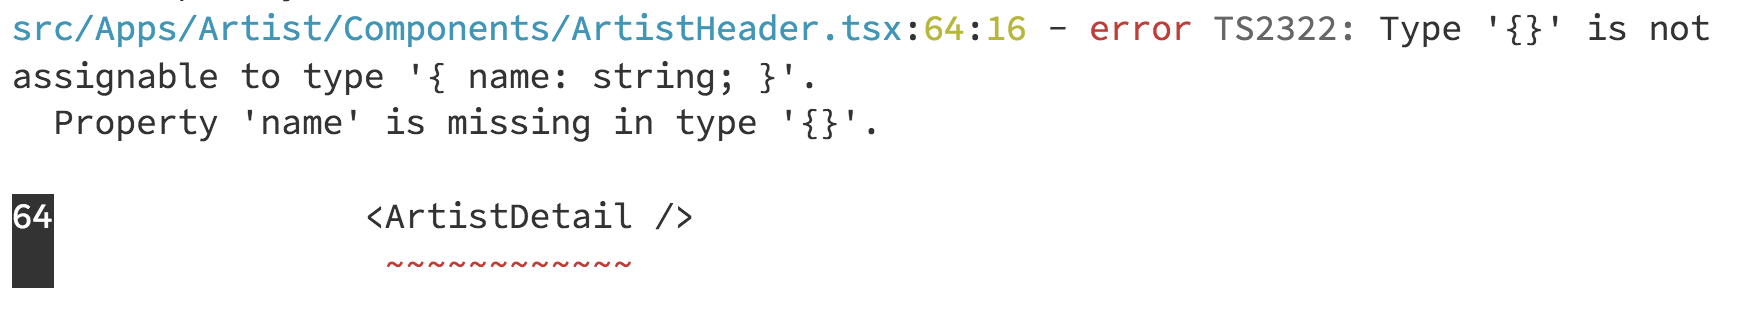 src/Apps/Artist/Components/ArtistHeader.tsx:64:16 - error TS2322: Type '{}' is not
assignable to type '{ name: string; }'.
Property 'name' is missing in type '{}'.
64 <ArtistDetail />
~~~~~~~~~~~~